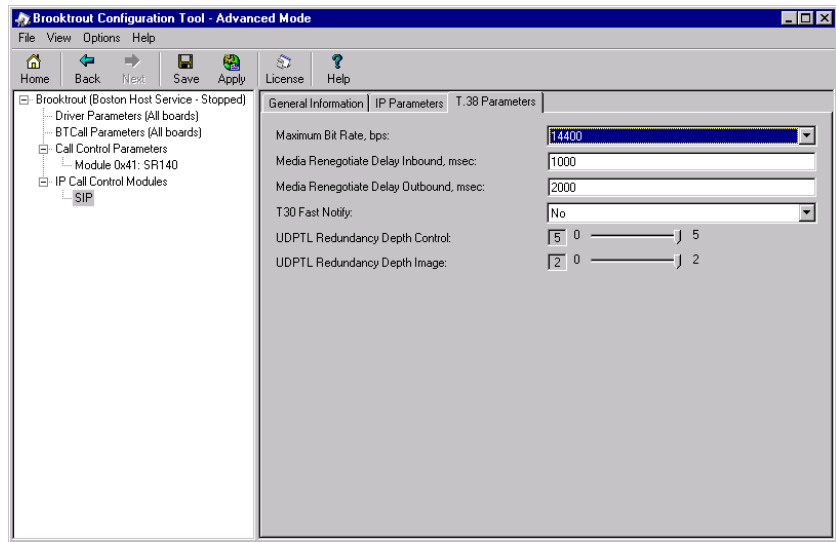 Brooktrout Configuration Tool - Advanced Mode
File View Options Help
Home Back Next Save Apply License Help
Brooktrout (Boston Host Service - Stopped)
Driver Parameters (All boards)
BTCall Parameters (All boards)
Call Control Parameters
Module 0x41: SR140
IP Call Control Modules
SIP
General Information IP Parameters T.38 Parameters
Maximum Bit Rate, bps: 14400
Media Renegotiate Delay Inbound, msec: 1000
Media Renegotiate Delay Outbound, msec: 2000
T30 Fast Notify: No
UDPTL Redundancy Depth Control: 5 0 5
UDPTL Redundancy Depth Image: 2 0 2